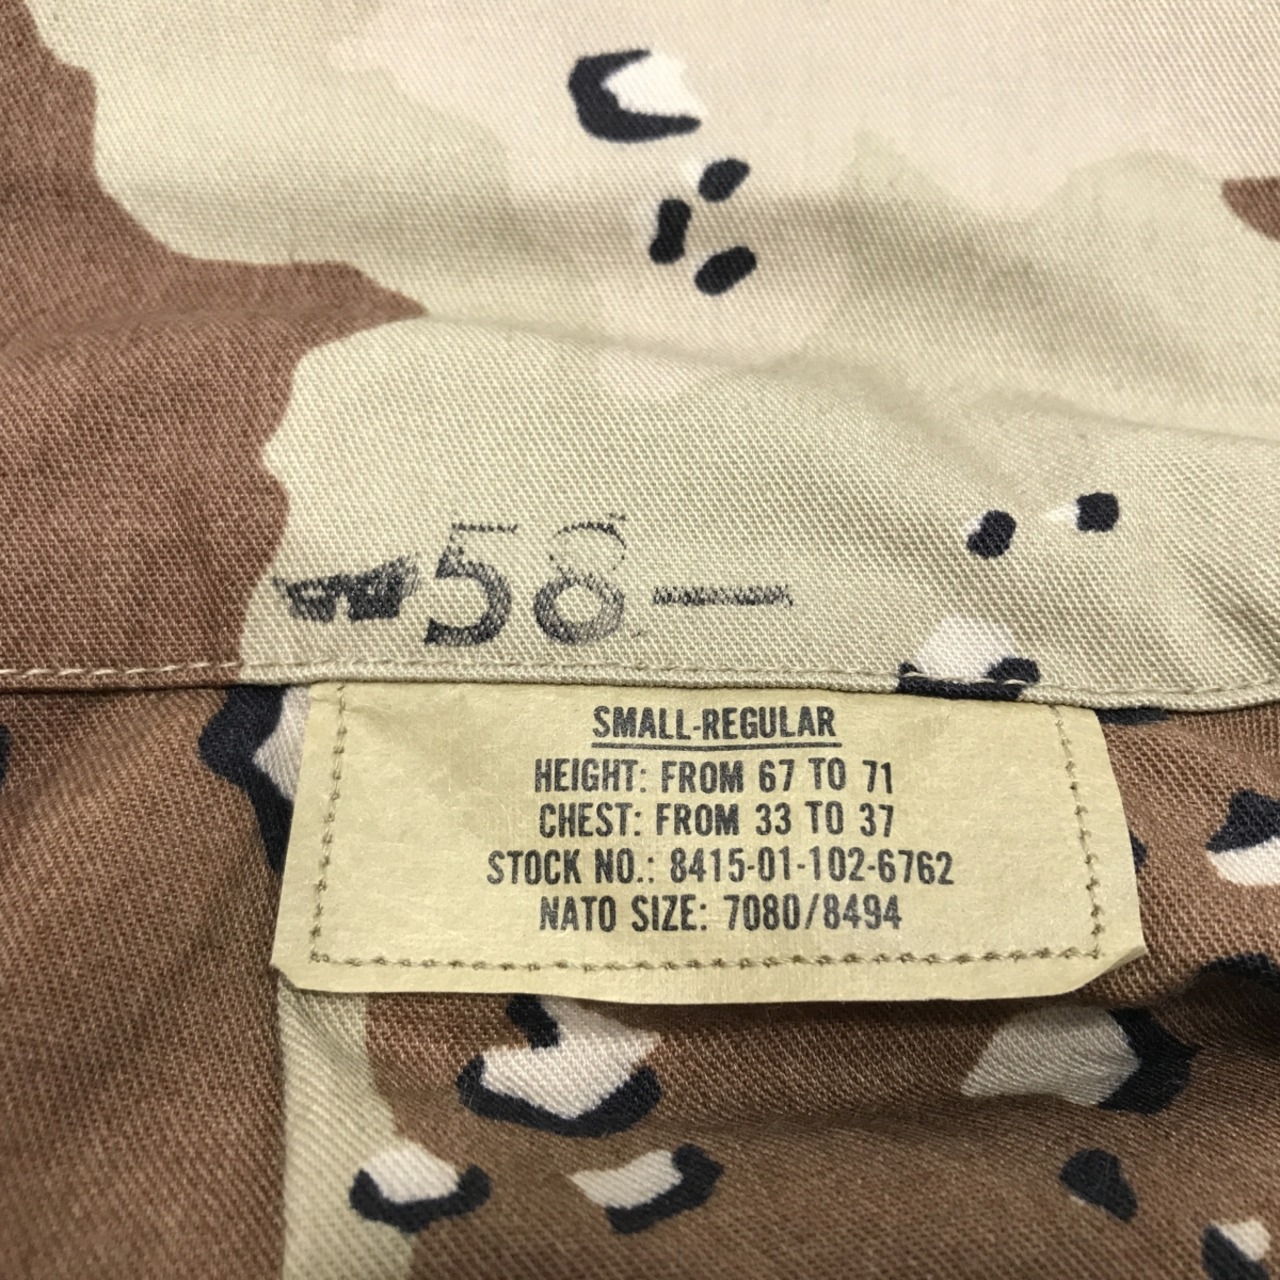 58-
SMALL-REGULAR
HEIGHT: FROM 67 TO 71
CHEST: FROM 33 TO 37
STOCK NO.: 8415-01-102-6762
NATO SIZE: 7080/8494